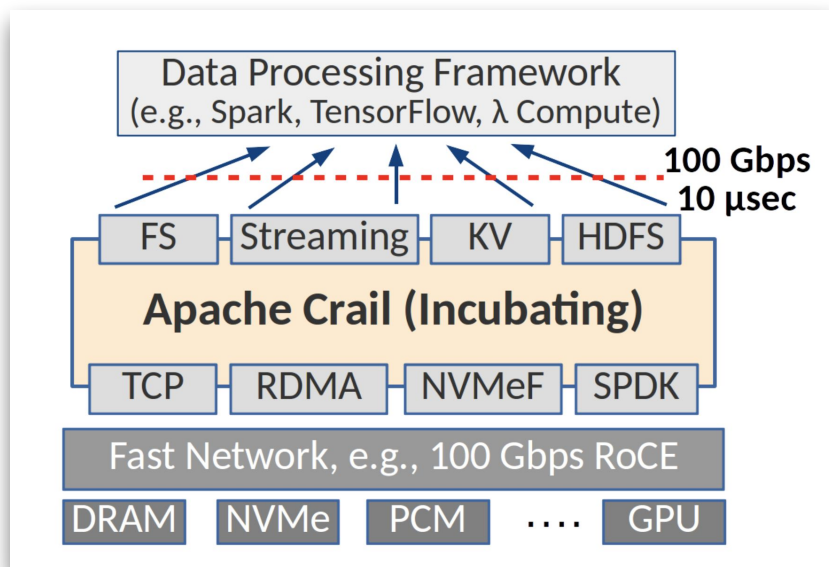 Data Processing Framework
(e.g., Spark, TensorFlow, λ Compute)
100 Gbps
10 μsec
FS Streaming KV HDFS
Apache Crail (Incubating)
TCP RDMA NVMeF SPDK
Fast Network, e.g., 100 Gbps RoCE
DRAM NVMe PCM .... GPU